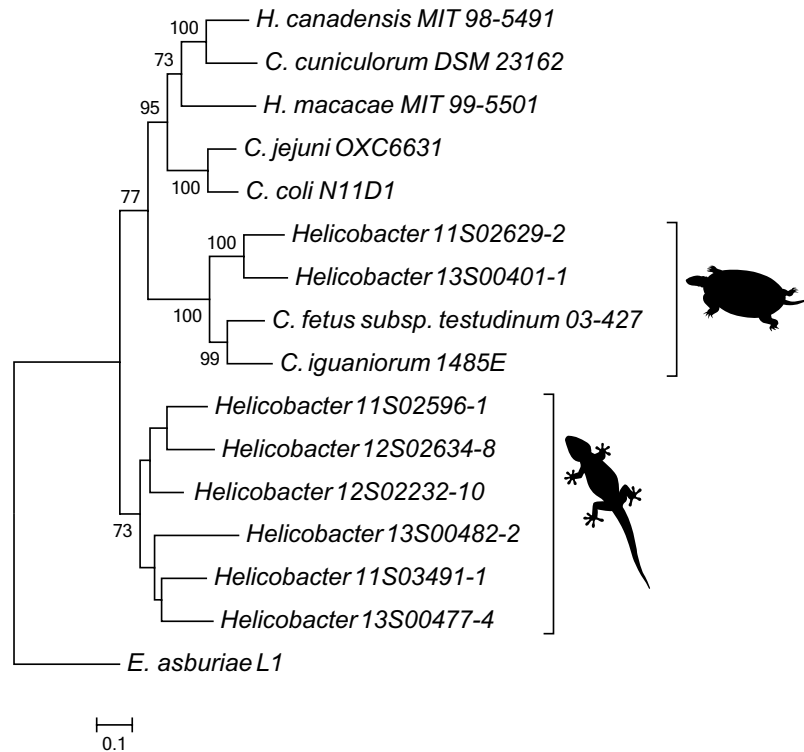 H. canadensis MIT 98-5491
100
C. cuniculorum DSM 23162
73
H. macacae MIT 99-5501
95
C. jejuni OXC6631
100
C. coli N11D1
77
Helicobacter 11S02629-2
100
Helicobacter 13S00401-1
100
C. fetus subsp. testudinum 03-427
99
C. iguaniorum 1485E
Helicobacter 11S02596-1
Helicobacter 12S02634-8
Helicobacter 12S02232-10
73
Helicobacter 13S00482-2
Helicobacter 11S03491-1
Helicobacter 13S00477-4
E. asburiae L1
0.1